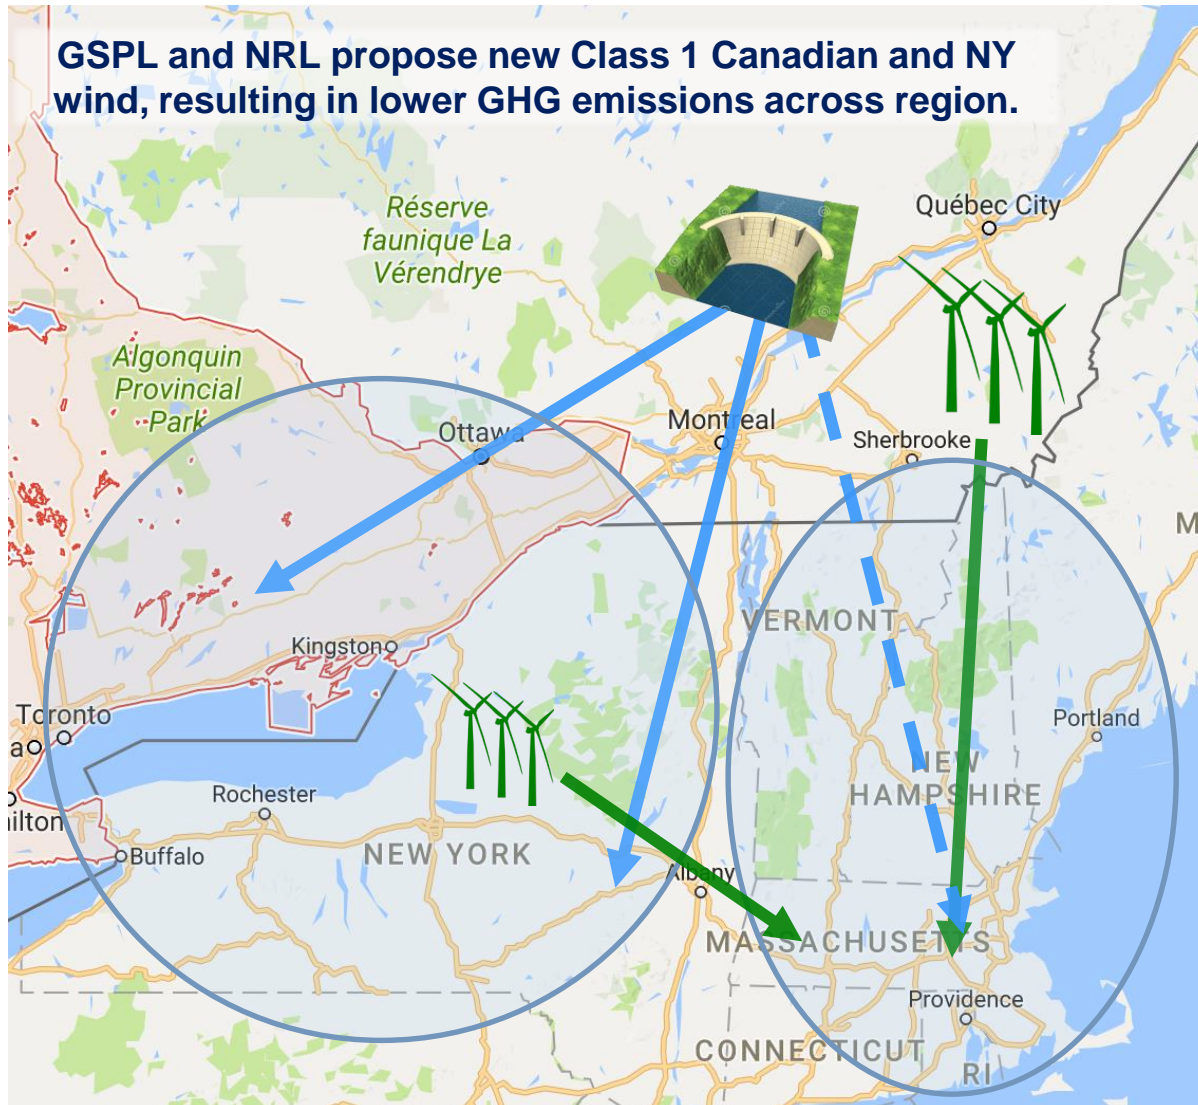 GSPL and NRL propose new Class 1 Canadian and NY
wind, resulting in lower GHG emissions across region.
Réserve
faunique La
Vérendrye
Québec City
Algonquin
Provincial
Park
Ottawa
Montreal
Sherbrooke
M
VERMONT
Kingston
Toronto
a
Portland
NEW
HAMPSHIRE
Rochester
ilton
Buffalo
NEW YORK
Albany
MASSACHUSETTS
Providence
CONNECTICUT
RI